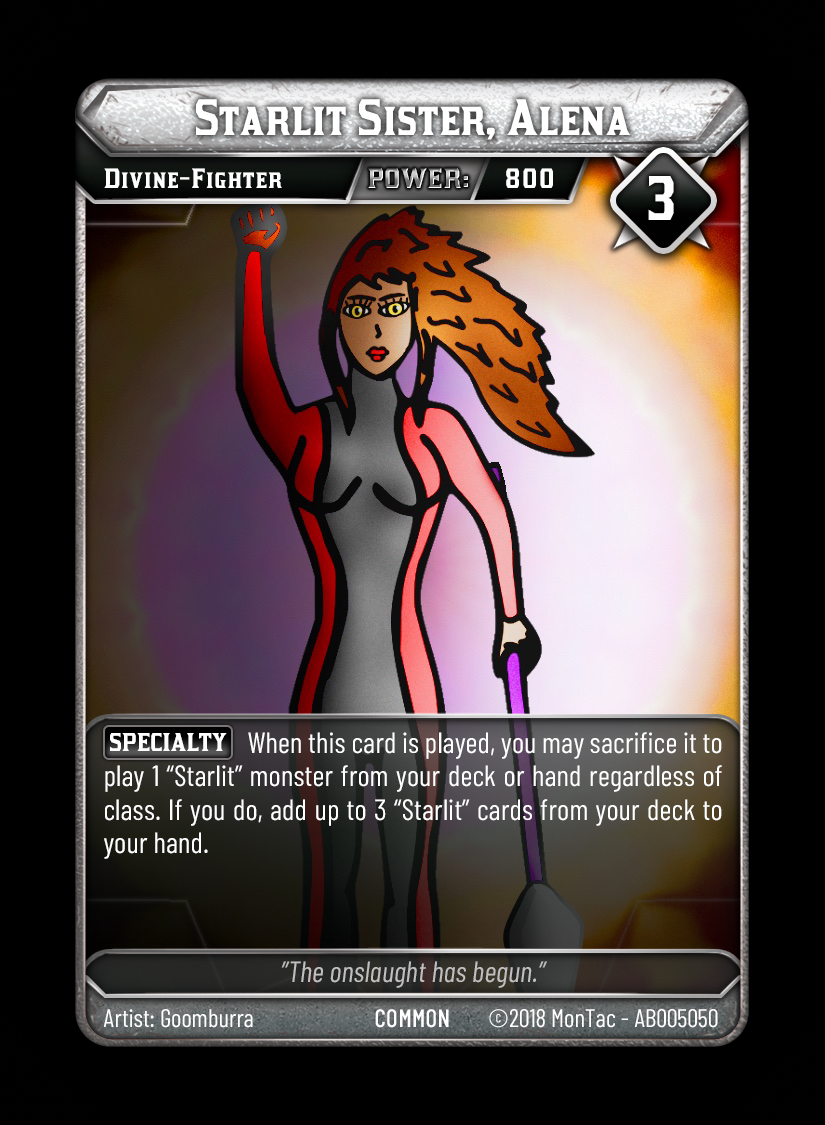 Starlit Sister, Alena
Divine-Fighter POWER: 800
3
SPECIALTY When this card is played, you may sacrifice it to
play 1 “Starlit” monster from your deck or hand regardless of
class. If you do, add up to 3 “Starlit” cards from your deck to
your hand.
“The onslaught has begun.”
Artist: Goomburra COMMON ©2018 MonTac - AB005050